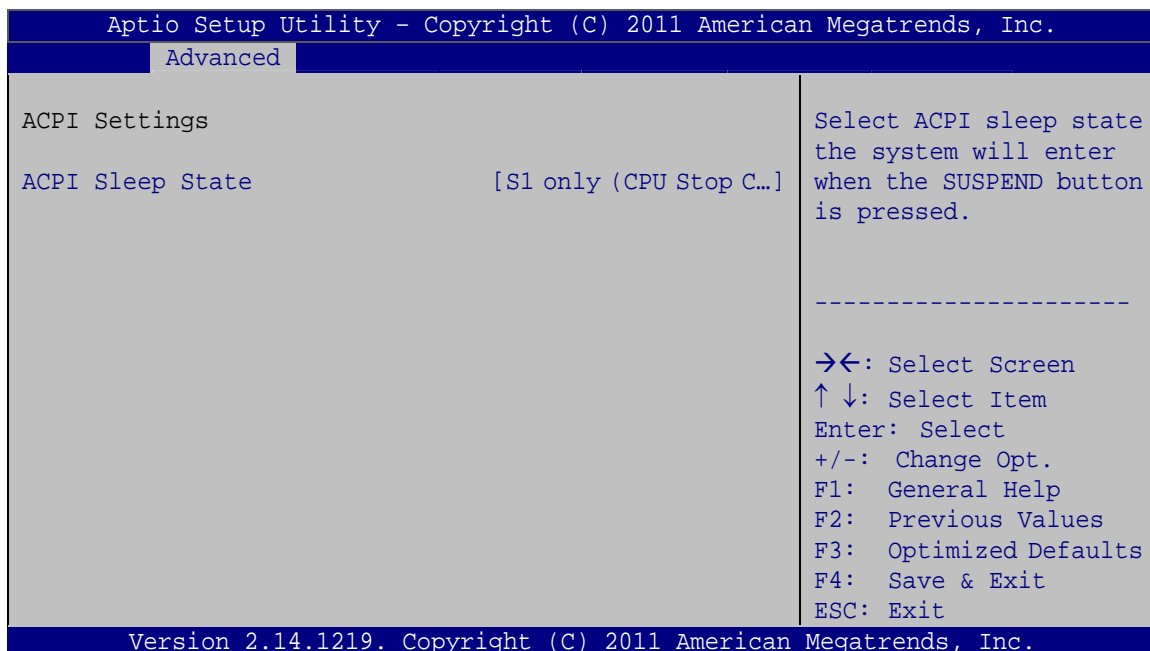 Aptio Setup Utility – Copyright (C) 2011 American Megatrends, Inc.
Advanced
ACPI Settings
ACPI Sleep State [S1 only (CPU Stop C…]
Select ACPI sleep state
the system will enter
when the SUSPEND button
is pressed.
----------------------
→←: Select Screen
↑ ↓: Select Item
Enter: Select
+/-: Change Opt.
F1: General Help
F2: Previous Values
F3: Optimized Defaults
F4: Save & Exit
ESC: Exit
Version 2.14.1219. Copyright (C) 2011 American Megatrends, Inc.